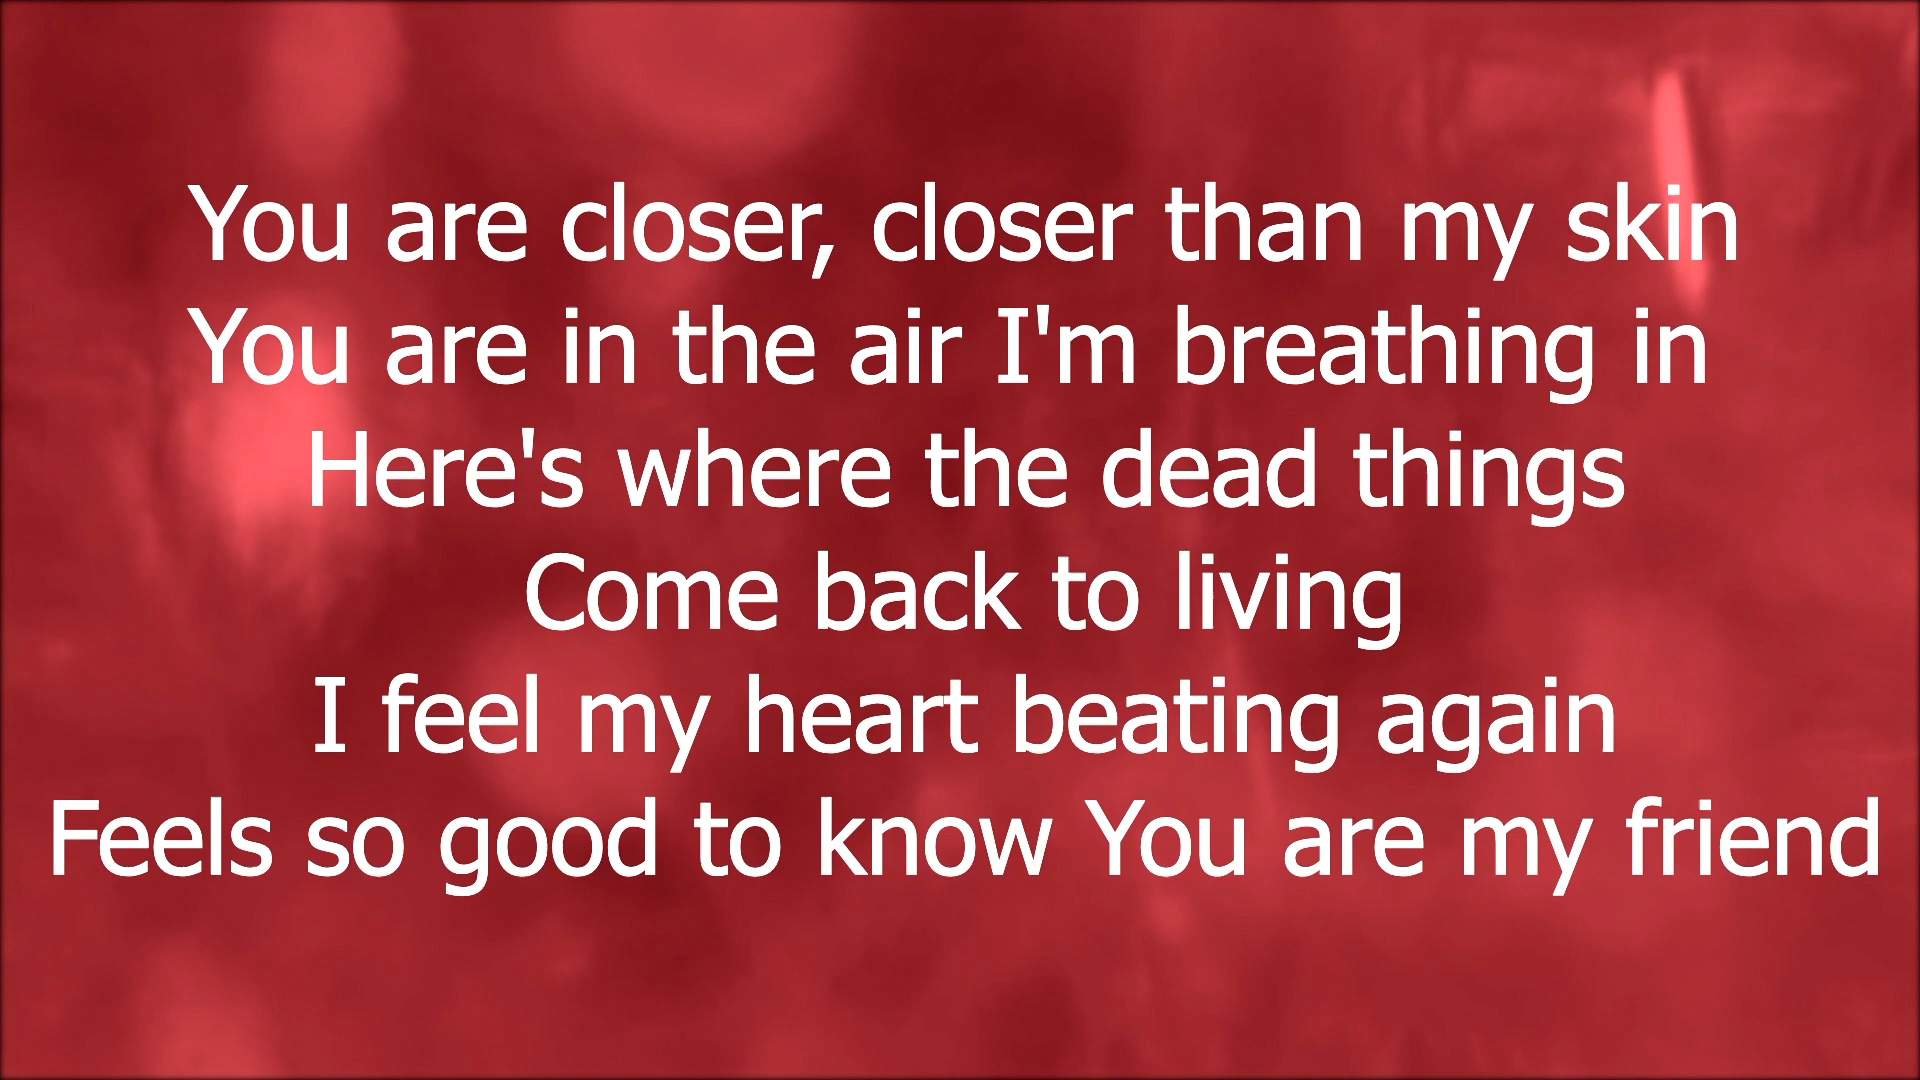 You are closer, closer than my skin
You are in the air I'm breathing in
Here's where the dead things
Come back to living
I feel my heart beating again
Feels so good to know You are my friend